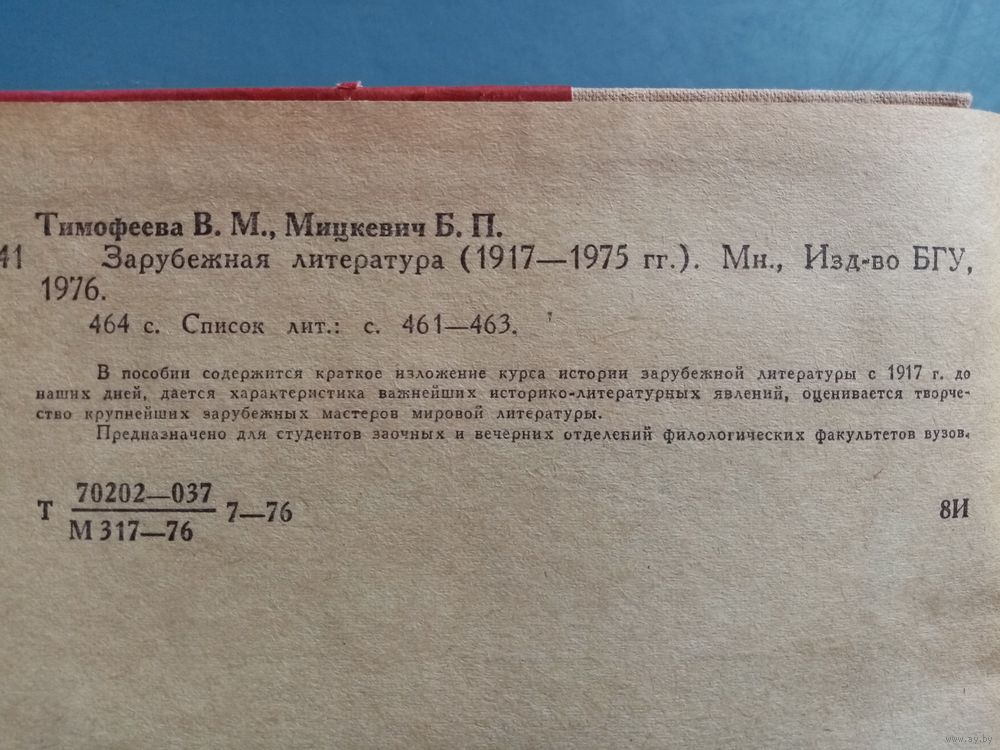 Тимофеева В. М., Мицкевич Б. П.
41 Зарубежная литература (1917—1975 гг.). Мн., Изд-во БГУ,
1976.
464 с. Список лит.: с. 461—463.
В пособии содержится краткое изложение курса истории зарубежной литературы с 1917 г. до
наших дней, дается характеристика важнейших историко-литературных явлений, оценивается творче-
ство крупнейших зарубежных мастеров мировой литературы.
Предназначено для студентов заочных и вечерних отделений филологических факультетов вузов.
70202—037
Т 7—76 8И
М 317—76
www.ay.by